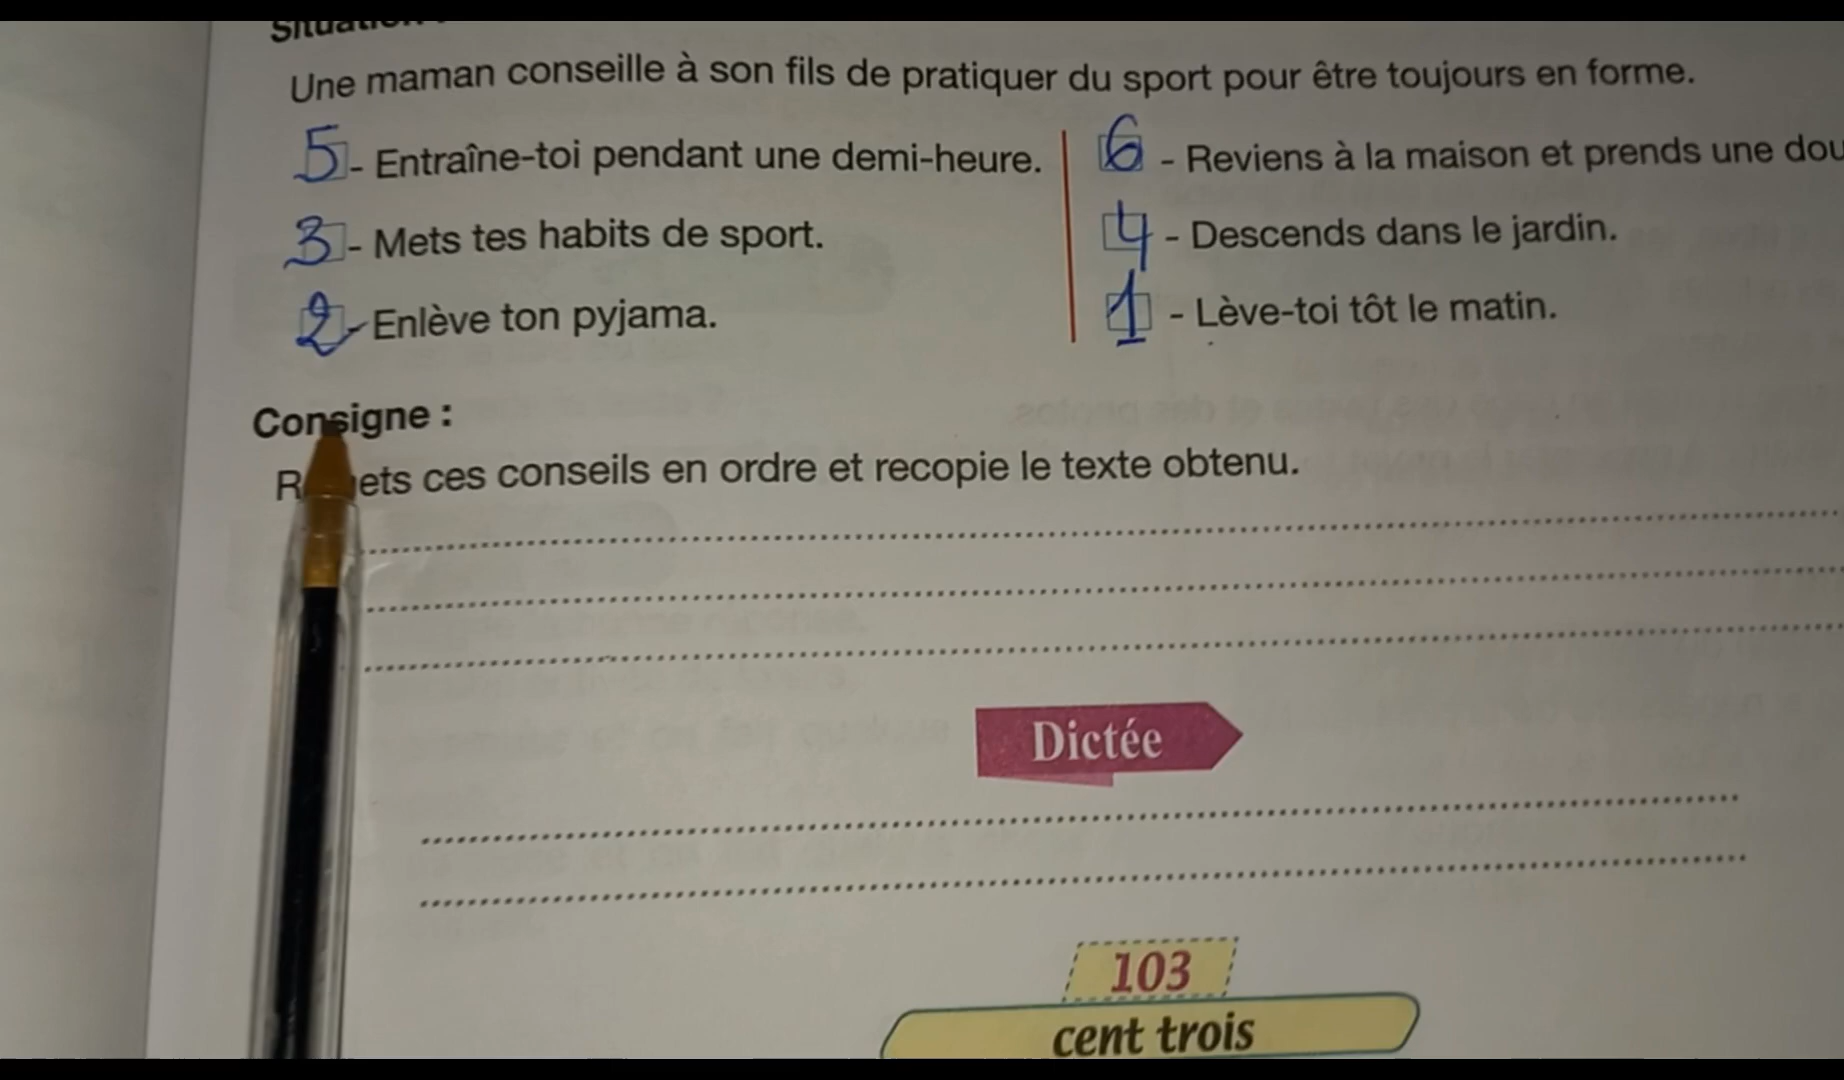 Une maman conseille à son fils de pratiquer du sport pour être toujours en forme.
5 - Entraîne-toi pendant une demi-heure.
3 - Mets tes habits de sport.
2 - Enlève ton pyjama.
6 - Reviens à la maison et prends une
4 - Descends dans le jardin.
1 - Lève-toi tôt le matin.
Consigne :
ces conseils en ordre et recopie le texte obtenu.
Dictée
103
cent trois